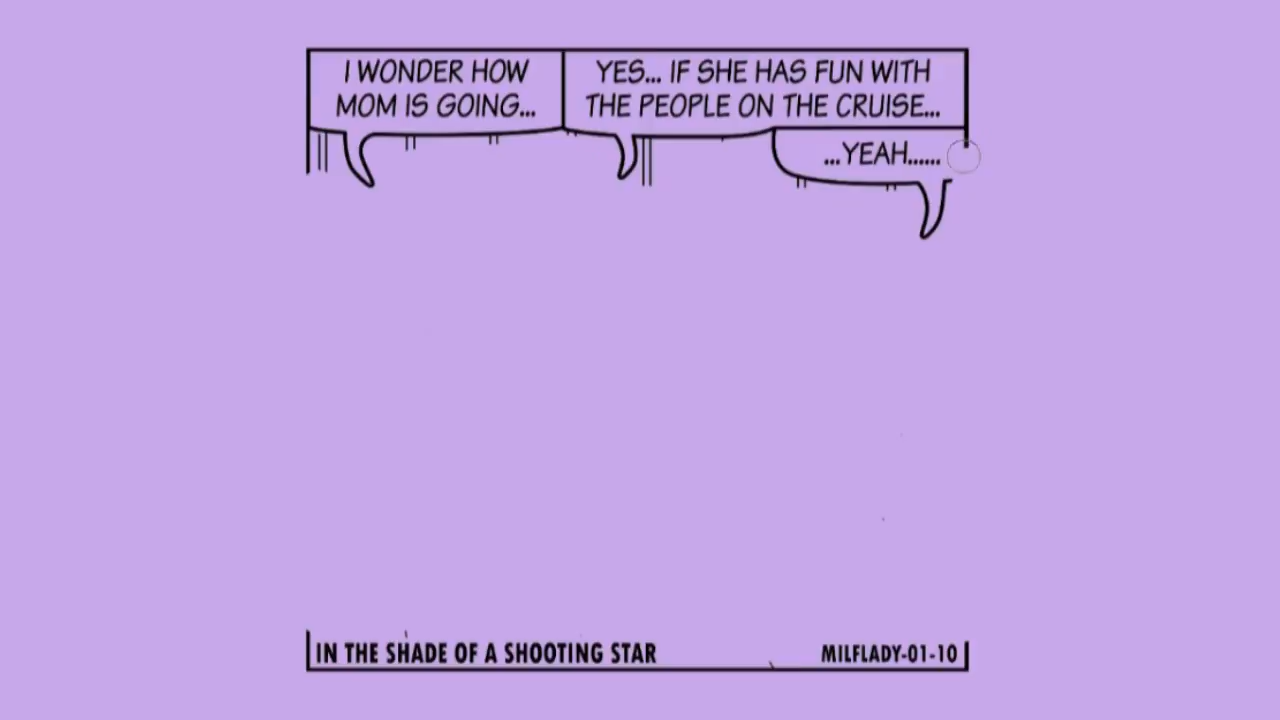 I WONDER HOW
MOM IS GOING...
YES... IF SHE HAS FUN WITH
THE PEOPLE ON THE CRUISE...
...YEAH......
IN THE SHADE OF A SHOOTING STAR
MILFLADY-01-10